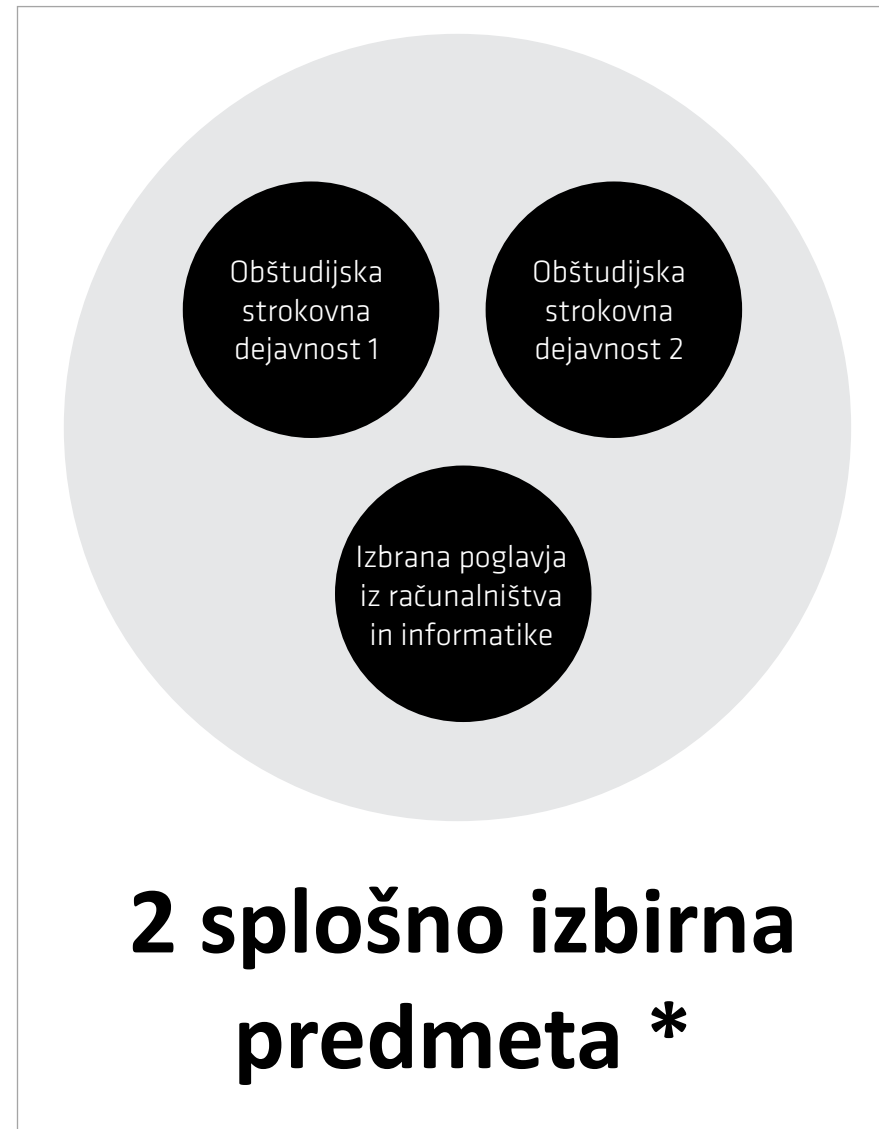 Obštudijska
strokovna
dejavnost 1
Obštudijska
strokovna
dejavnost 2
Izbrana poglavja
iz računalništva
in informatike
2 splošno izbirna
predmeta *